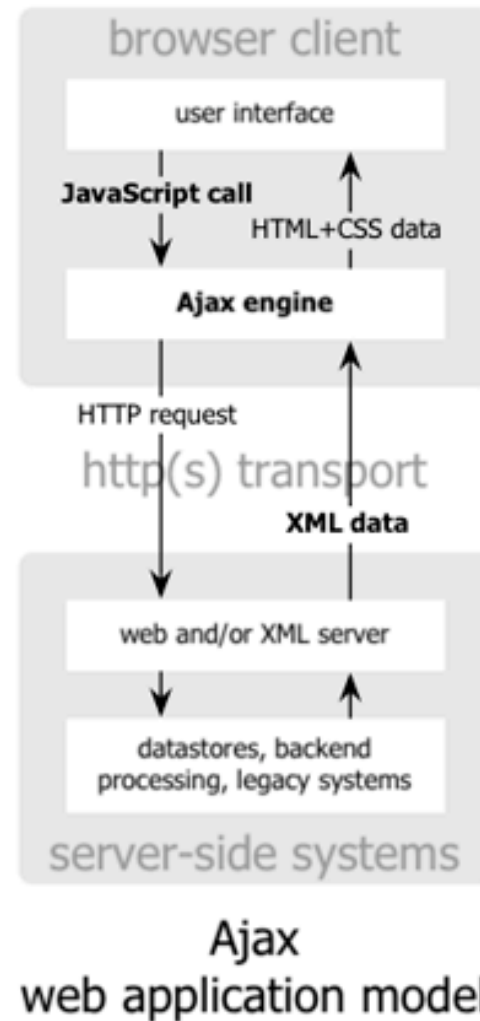 browser client
user interface
JavaScript call
HTML+CSS data
Ajax engine
HTTP request
http(s) transport
XML data
web and/or XML server
datastores, backend
processing, legacy systems
server-side systems
Ajax
web application model